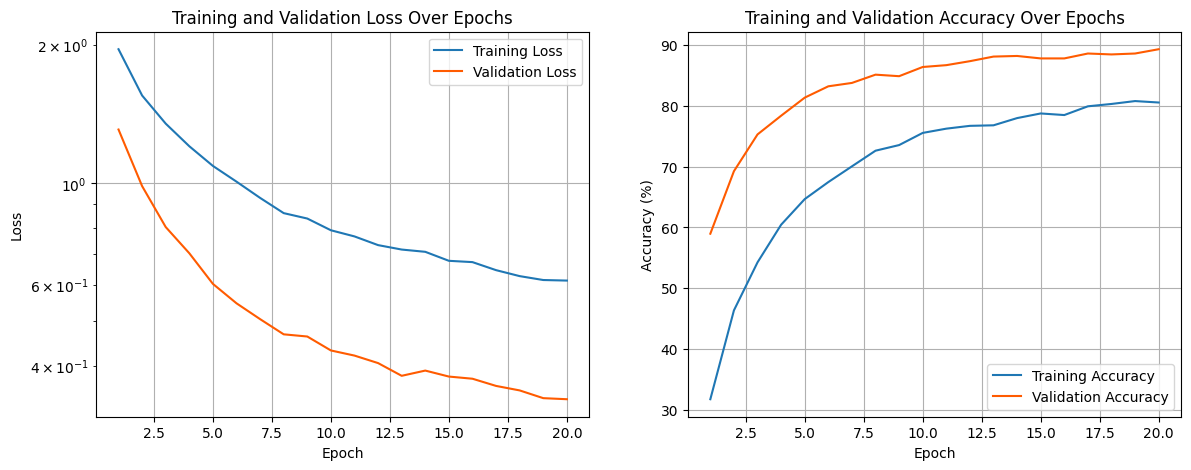 Training and Validation Loss Over Epochs
2 × 10⁰
10⁰
6 × 10⁻¹
4 × 10⁻¹
Loss
Training Loss
Validation Loss
2.5 5.0 7.5 10.0 12.5 15.0 17.5 20.0
Epoch
Training and Validation Accuracy Over Epochs
90
80
70
60
50
40
30
Accuracy (%)
Training Accuracy
Validation Accuracy
2.5 5.0 7.5 10.0 12.5 15.0 17.5 20.0
Epoch